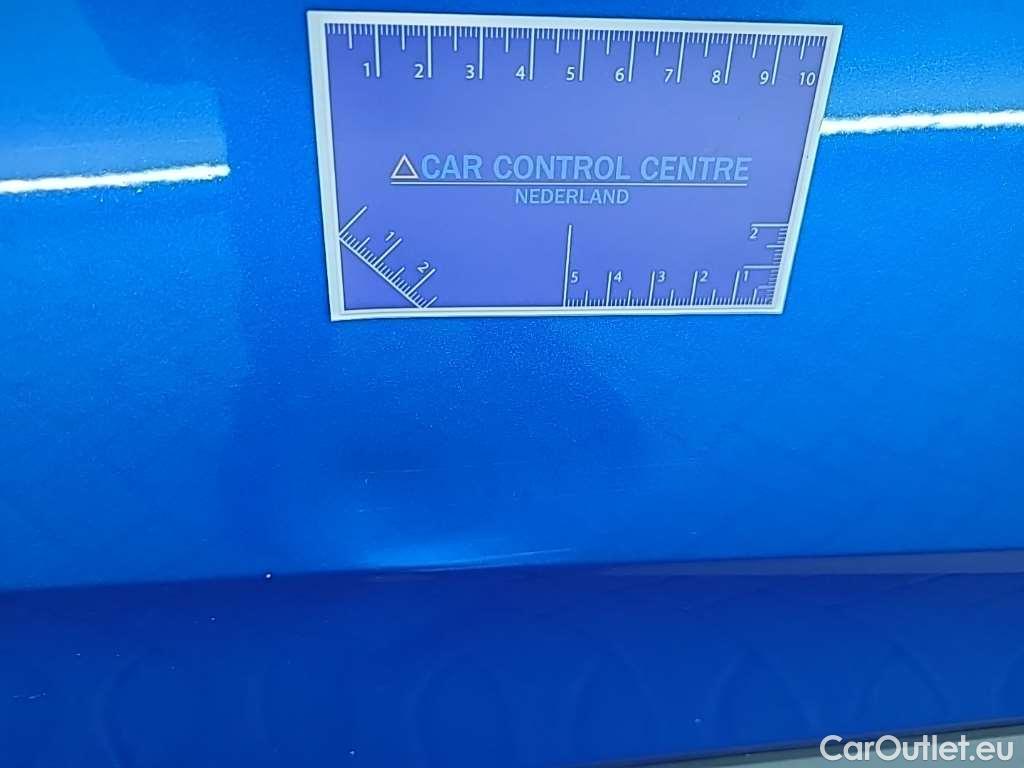 1 2 3 4 5 6 7 8 9 10
CAR CONTROL CENTRE
NEDERLAND
1 2
5 4 3 2 1
2
CarOutlet.eu